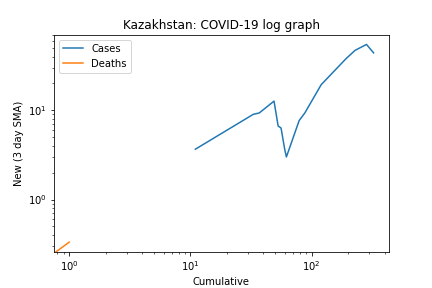 Kazakhstan: COVID-19 log graph
Cases
Deaths
New (3 day SMA)
10¹
10⁰
10⁰ 10¹ 10²
Cumulative